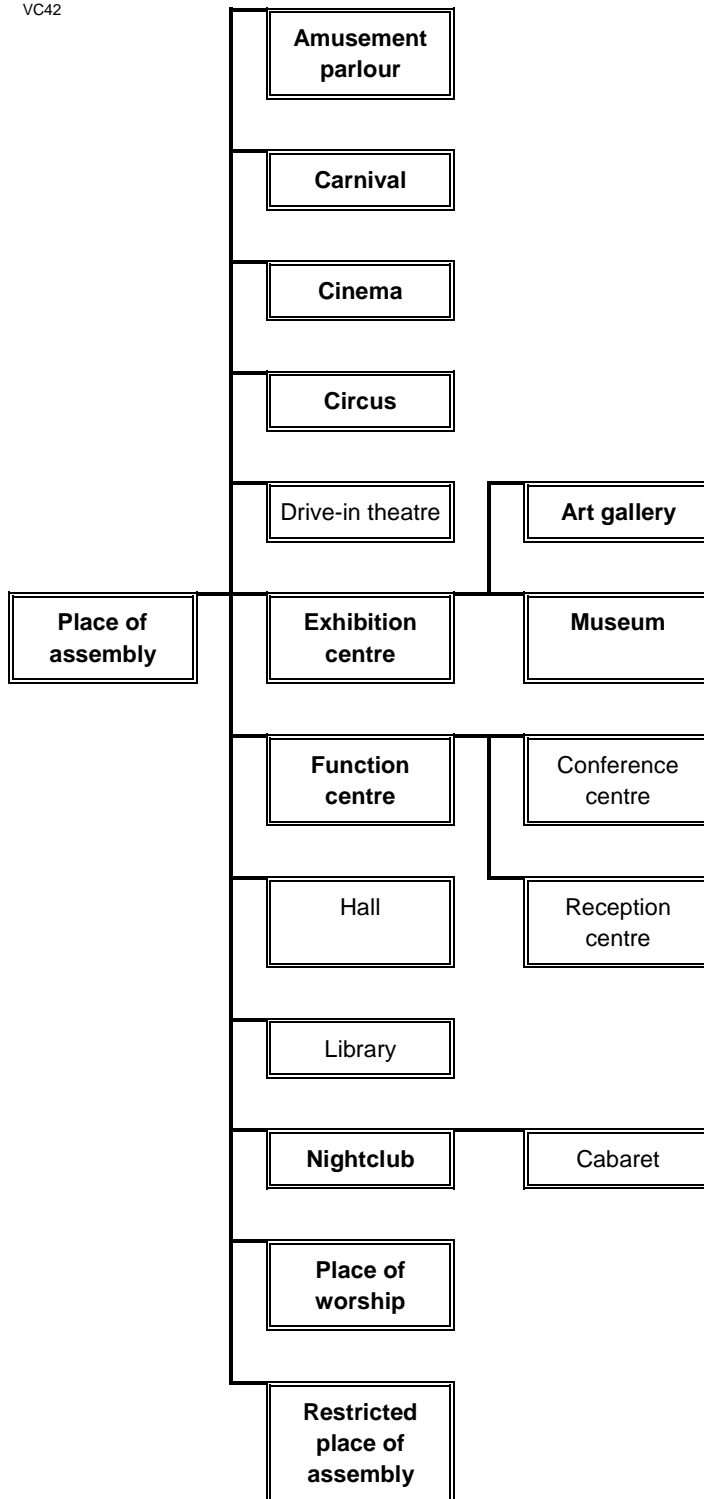 VC42
Amusement
parlour
Carnival
Cinema
Circus
Drive-in theatre
Art gallery
Place of
assembly
Exhibition
centre
Museum
Function
centre
Conference
centre
Hall
Reception
centre
Library
Nightclub
Cabaret
Place of
worship
Restricted
place of
assembly